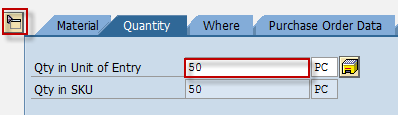 Material Quantity Where Purchase Order Data
Qty in Unit of Entry 50 PC
Qty in SKU 50 PC